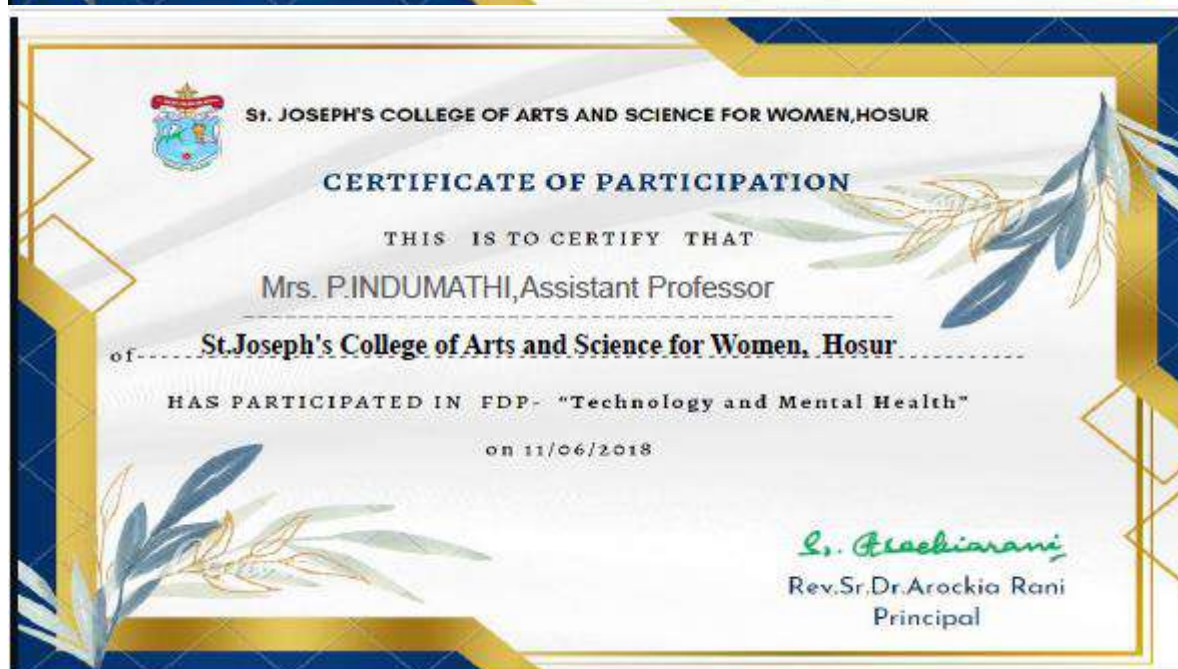 St. JOSEPH'S COLLEGE OF ARTS AND SCIENCE FOR WOMEN,HOSUR
CERTIFICATE OF PARTICIPATION
THIS IS TO CERTIFY THAT
Mrs. P.INDUMATHI,Assistant Professor
of St.Joseph's College of Arts and Science for Women, Hosur
HAS PARTICIPATED IN FDP- "Technology and Mental Health"
on 11/06/2018
Rev.Sr.Dr.Arockia Rani
Principal